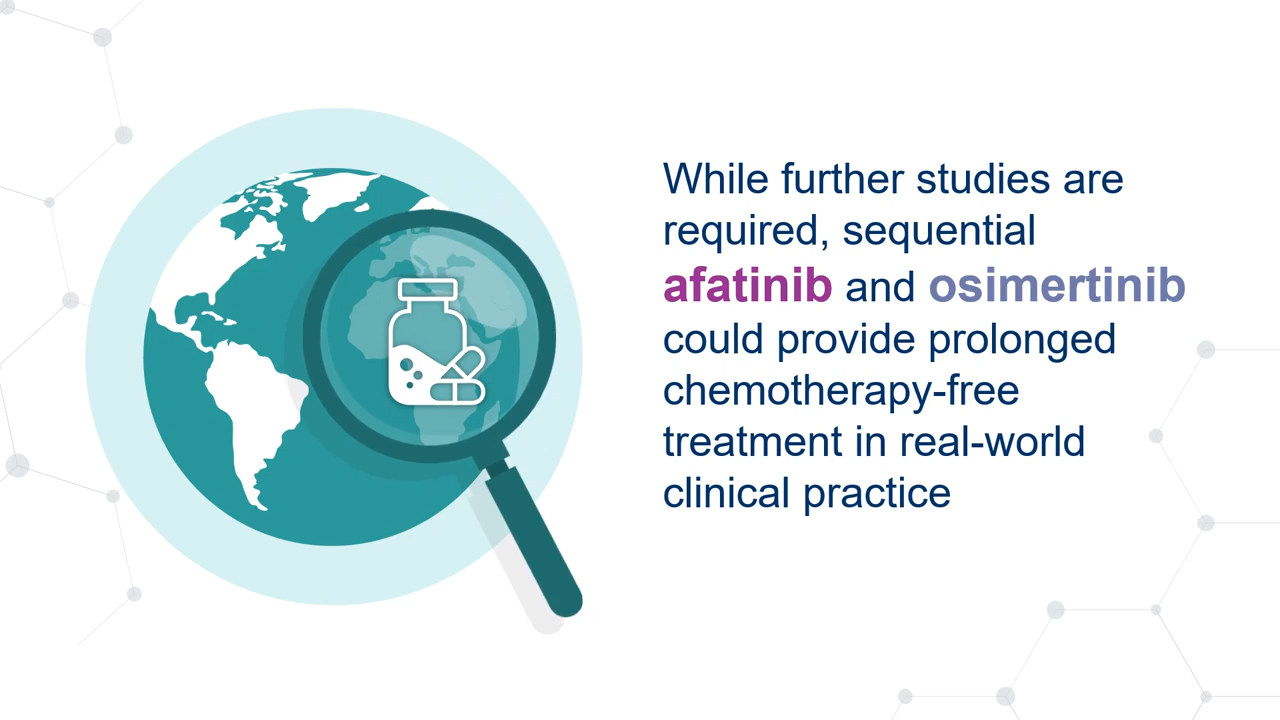 While further studies are
required, sequential
afatinib and osimertinib
could provide prolonged
chemotherapy-free
treatment in real-world
clinical practice